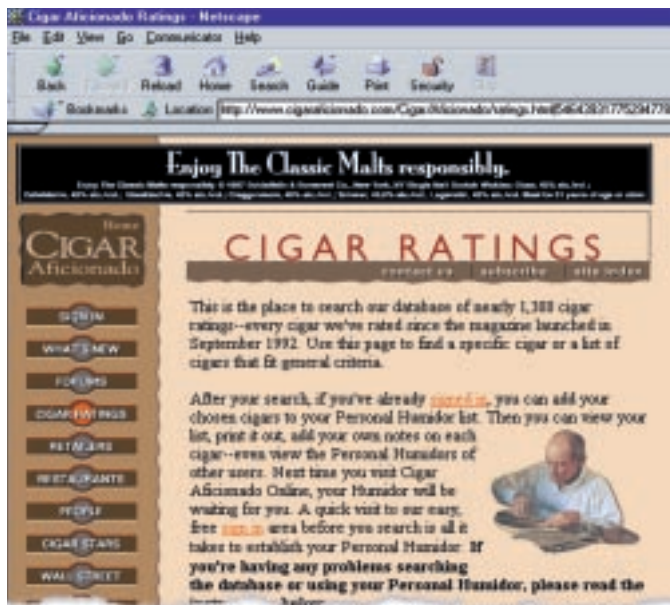 Cigar Aficionado Ratings - Netscape
File Edit View Go Communicator Help
Back Reload Home Search Guide Print Security
Bookmarks Location: http://www.cigaraficionado.com/Cigar/Aficionado/ratings.html
Enjoy The Classic Malts responsibly.
Home
CIGAR
Aficionado
CIGAR RATINGS
contact us subscribe site index
SIGN IN
WHAT'S NEW
FORUMS
CIGAR RATINGS
RETAILERS
RESTAURANTS
PEOPLE
CIGAR STARS
WALL STREET
This is the place to search our database of nearly 1,300 cigar
ratings--every cigar we've rated since the magazine launched in
September 1992. Use this page to find a specific cigar or a list of
cigars that fit general criteria.
After your search, if you've already signed in, you can add your
chosen cigars to your Personal Humidor list. Then you can view your
list, print it out, add your own notes on each
cigar--even view the Personal Humidors of
other users. Next time you visit Cigar
Aficionado Online, your Humidor will be
waiting for you. A quick visit to our easy,
free sign in area before you search is all it
takes to establish your Personal Humidor. If
you're having any problems searching
the database or using your Personal Humidor, please read the